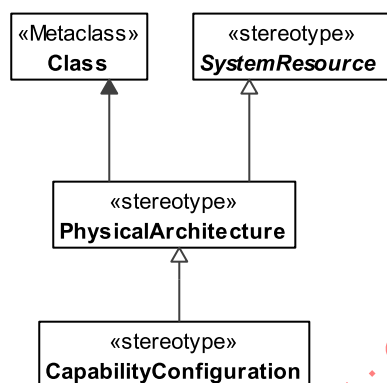 «Metaclass»
Class
«stereotype»
SystemResource
«stereotype»
PhysicalArchitecture
«stereotype»
CapabilityConfiguration